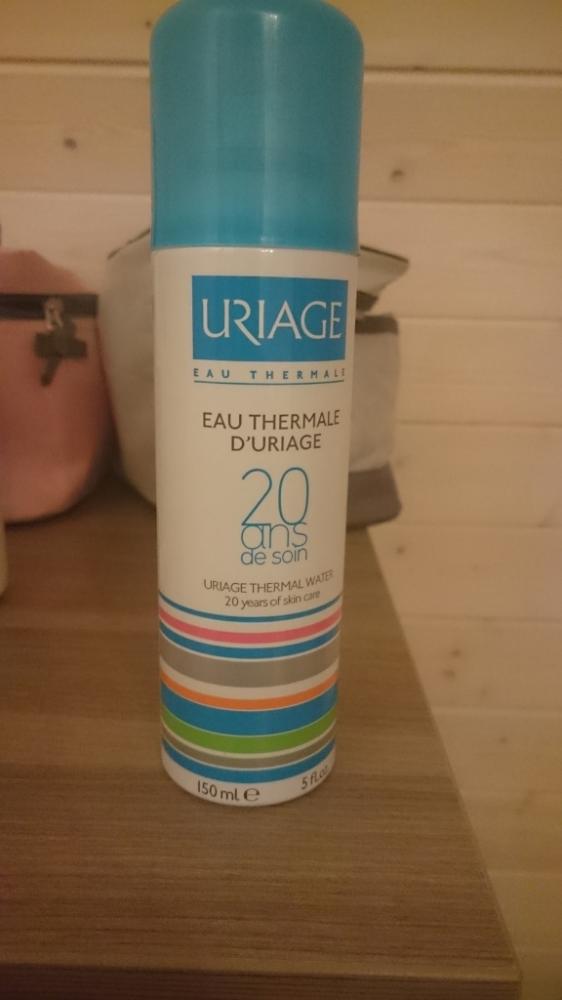 URIAGE
EAU THERMALE
EAU THERMALE
D'URIAGE
20
ans
de soin
URIAGE THERMAL WATER
20 years of skin care
150 ml e
5 fl.oz